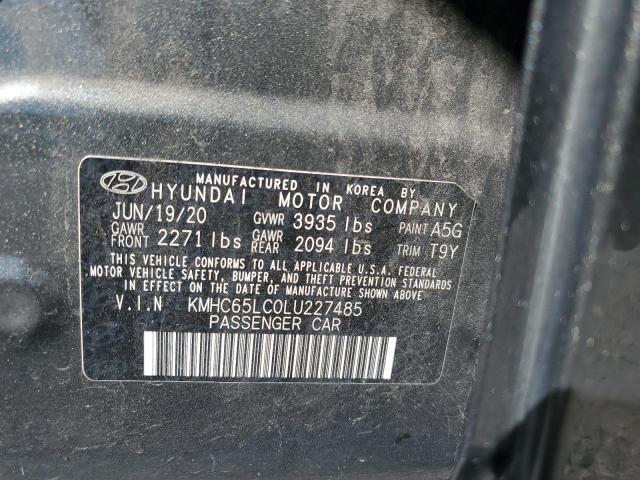 MANUFACTURED IN KOREA BY
HYUNDAI MOTOR COMPANY
JUN/19/20 GVWR 3935 lbs PAINT A5G
GAWR FRONT 2271 lbs GAWR REAR 2094 lbs TRIM T9Y
THIS VEHICLE CONFORMS TO ALL APPLICABLE U.S.A. FEDERAL
MOTOR VEHICLE SAFETY, BUMPER, AND THEFT PREVENTION STANDARDS
IN EFFECT ON THE DATE OF MANUFACTURE SHOWN ABOVE.
V.I.N KMHC65LC0LU227485
PASSENGER CAR